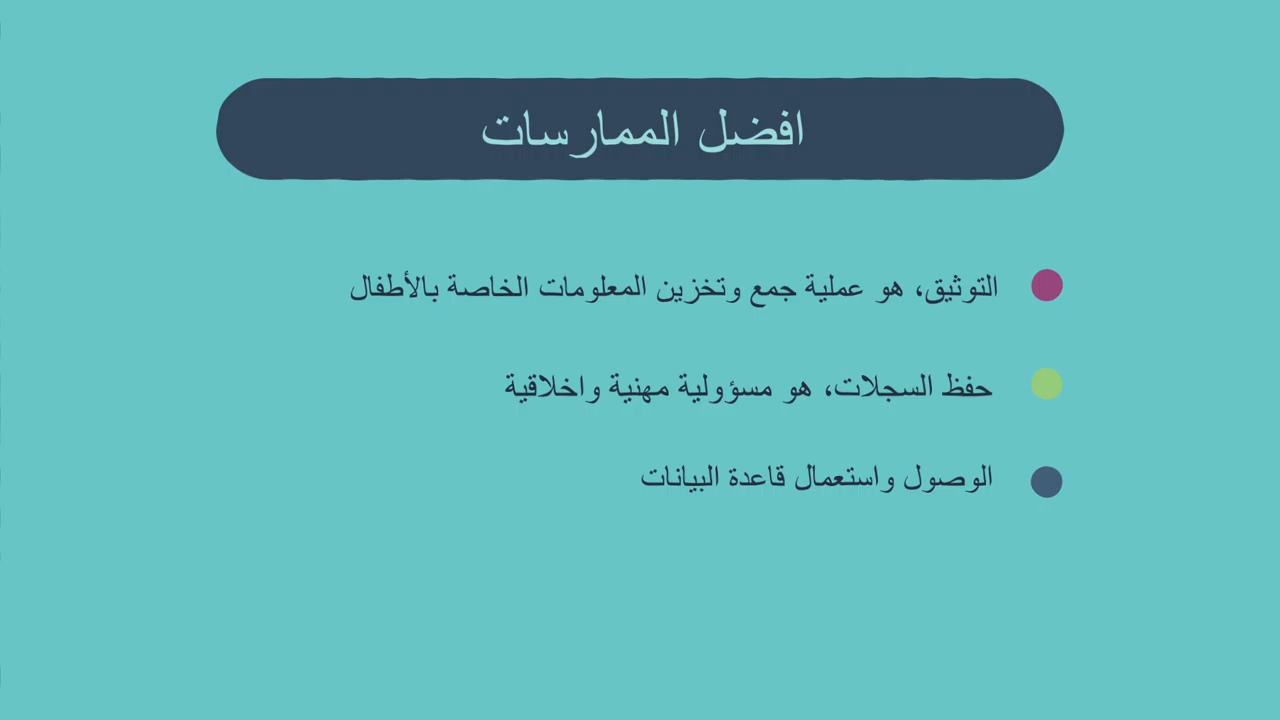 افضل الممارسات
التوثيق، هو عملية جمع وتخزين المعلومات الخاصة بالأطفال
حفظ السجلات، هو مسؤولية مهنية واخلاقية
الوصول واستعمال قاعدة البيانات